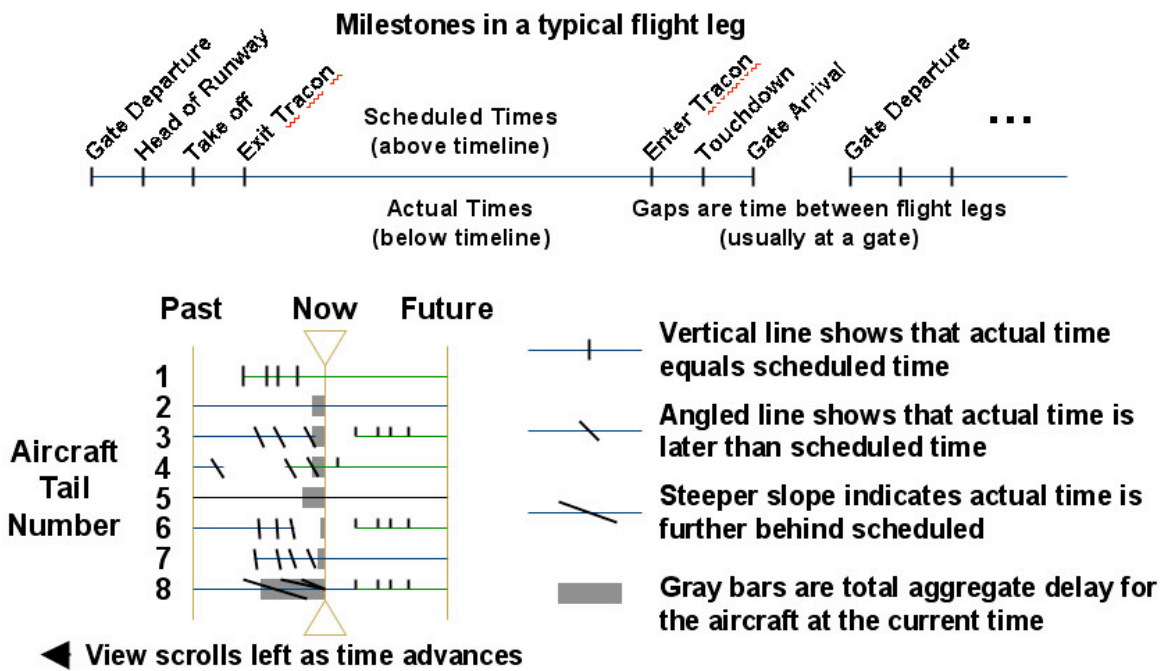 Milestones in a typical flight leg
Gate Departure
Head of Runway
Take off
Exit Tracon
Enter Tracon
Touchdown
Gate Arrival
Gate Departure
...
Scheduled Times
(above timeline)
Actual Times
(below timeline)
Gaps are time between flight legs
(usually at a gate)
Past Now Future
Aircraft
Tail
Number
1
2
3
4
5
6
7
8
View scrolls left as time advances
Vertical line shows that actual time
equals scheduled time
Angled line shows that actual time is
later than scheduled time
Steeper slope indicates actual time is
further behind scheduled
Gray bars are total aggregate delay for
the aircraft at the current time